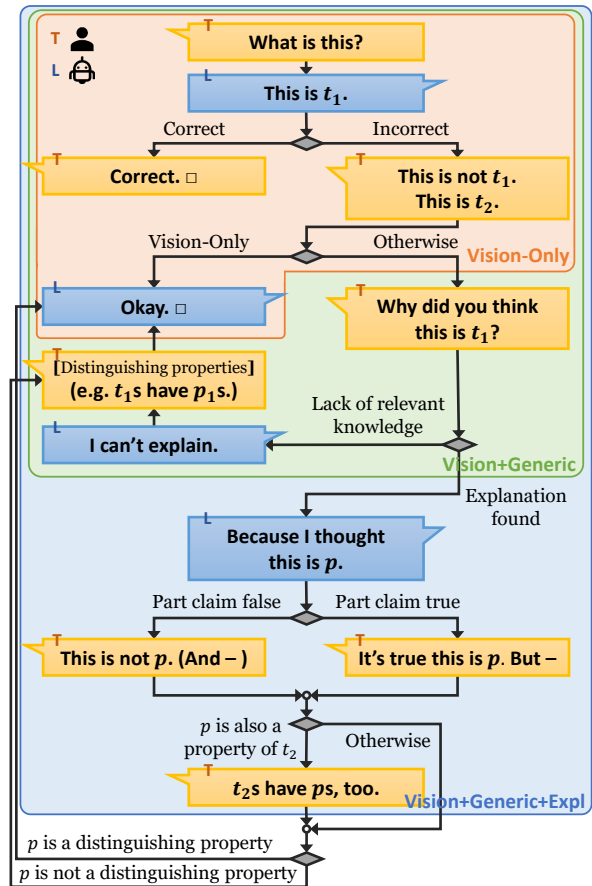 T
T
What is this?
L
L
This is t₁.
Correct
Incorrect
T
Correct. □
T
This is not t₁.
This is t₂.
Vision-Only
Otherwise
Vision-Only
L
Okay. □
T
Why did you think
this is t₁?
T
[Distinguishing properties]
(e.g. t₁s have p₁s.)
Lack of relevant
knowledge
L
I can't explain.
Vision+Generic
Explanation
found
L
Because I thought
this is p.
Part claim false
Part claim true
T
This is not p. (And – )
T
It's true this is p. But –
p is also a
property of t₂
Otherwise
T
t₂s have ps, too.
Vision+Generic+Expl
p is a distinguishing property
p is not a distinguishing property